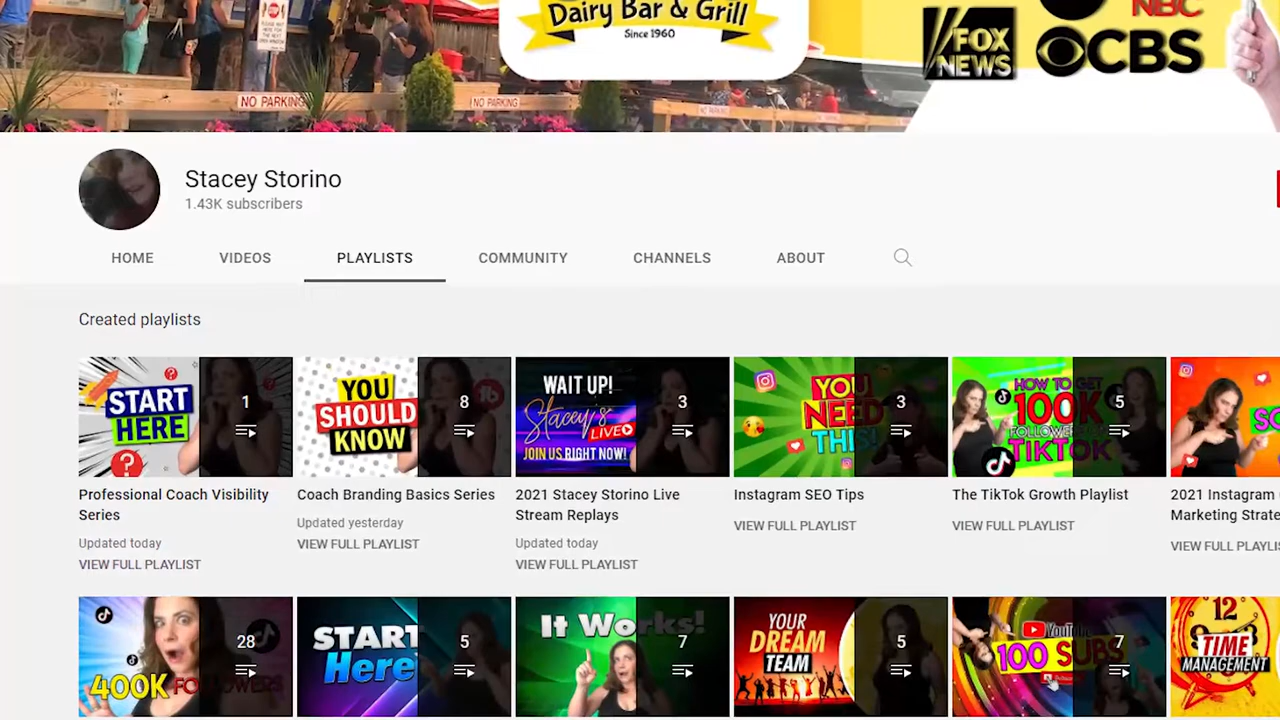 Dairy Bar & Grill
Since 1960
FOX
NEWS
NBC
CBS
NO PARKING
NO PARKING
Stacey Storino
1.43K subscribers
HOME VIDEOS PLAYLISTS COMMUNITY CHANNELS ABOUT
Created playlists
START
HERE
1
YOU
SHOULD
KNOW
8
WAIT UP!
Stacey's
LIVE
JOIN US RIGHT NOW!
3
YOU
NEED
THIS!
3
HOW TO GET
100K
TIKTOK
5
Professional Coach Visibility
Series
Updated today
VIEW FULL PLAYLIST
Coach Branding Basics Series
Updated yesterday
VIEW FULL PLAYLIST
2021 Stacey Storino Live
Stream Replays
Updated today
VIEW FULL PLAYLIST
Instagram SEO Tips
VIEW FULL PLAYLIST
The TikTok Growth Playlist
VIEW FULL PLAYLIST
2021 Instagram
VIEW FULL
400K FOLLOWERS
28
START
Here
5
It Works!
7
YOUR
DREAM
TEAM
5
YouTube
100 SUBS
7
12
TIME
MANAGEMENT